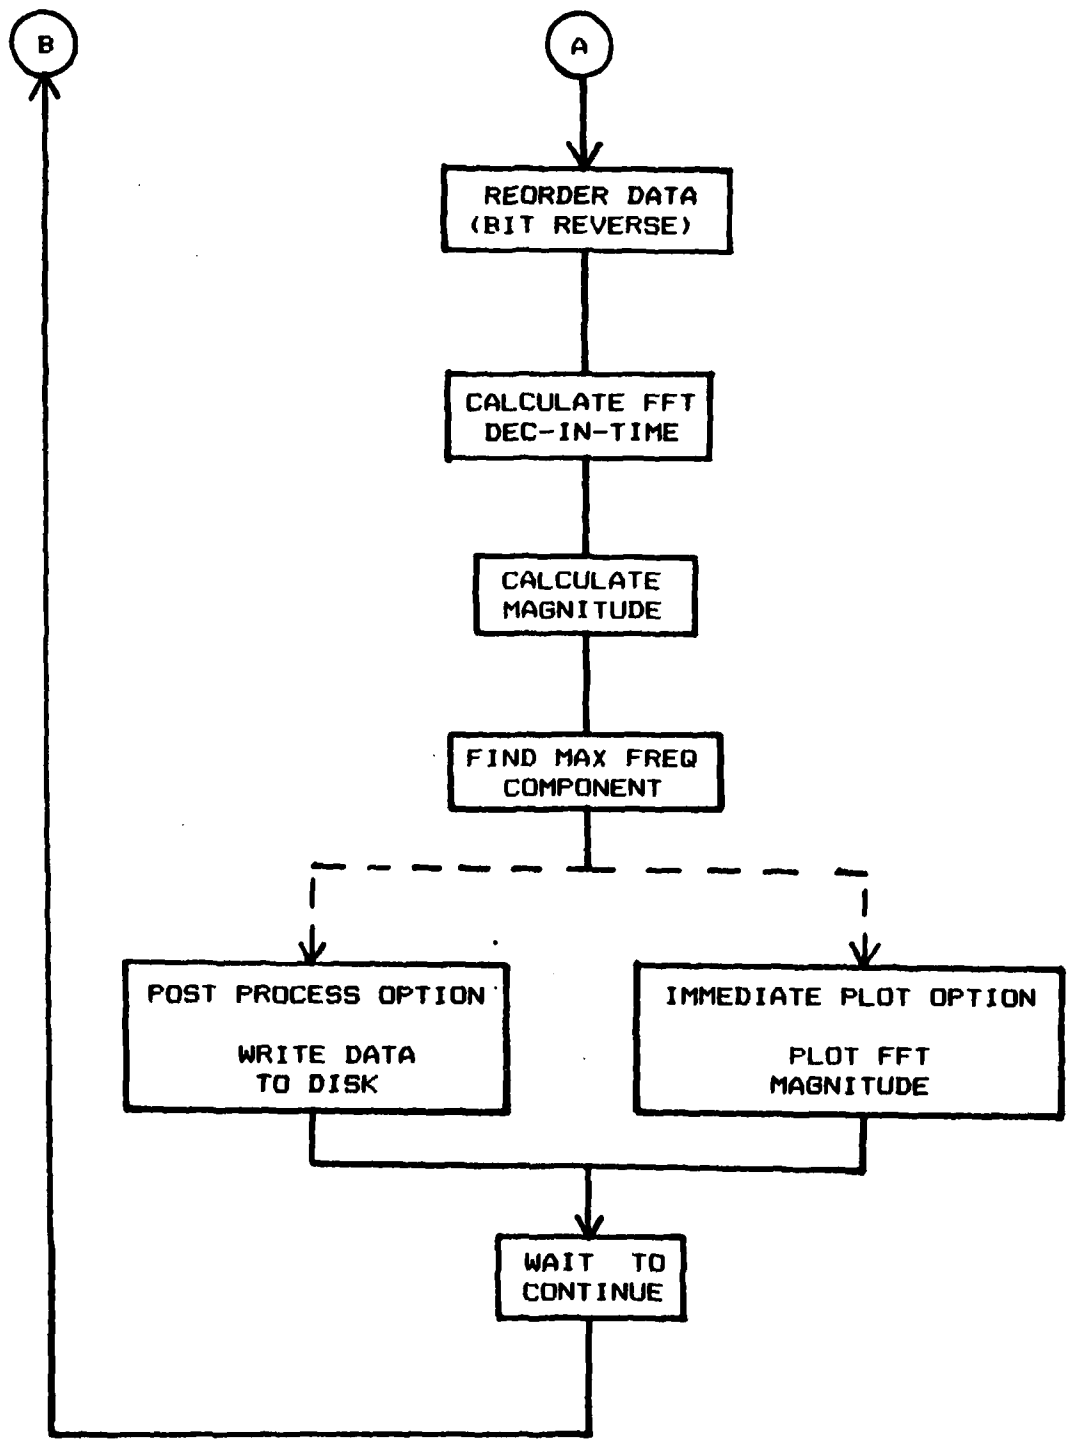 B
A
REORDER DATA
(BIT REVERSE)
CALCULATE FFT
DEC-IN-TIME
CALCULATE
MAGNITUDE
FIND MAX FREQ
COMPONENT
POST PROCESS OPTION
WRITE DATA
TO DISK
IMMEDIATE PLOT OPTION
PLOT FFT
MAGNITUDE
WAIT TO
CONTINUE